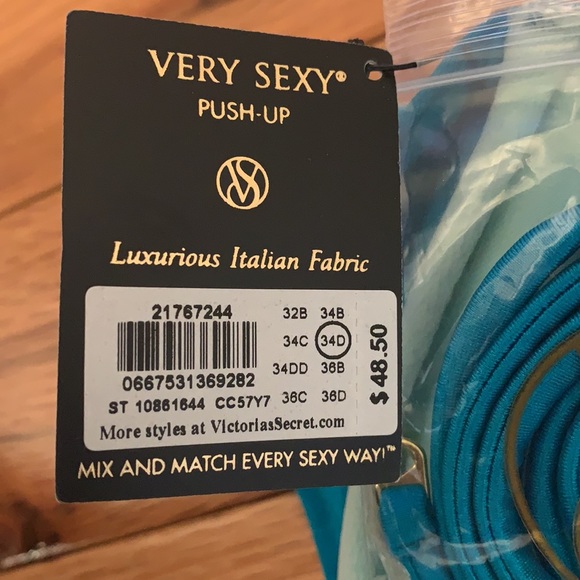 VERY SEXY®
PUSH-UP
VS
Luxurious Italian Fabric
21767244
0667531369282
ST 10861644 CC57Y7
32B 34B
34C 34D
34DD 36B
36C 36D
$48.50
More styles at VictoriasSecret.com
MIX AND MATCH EVERY SEXY WAY!™